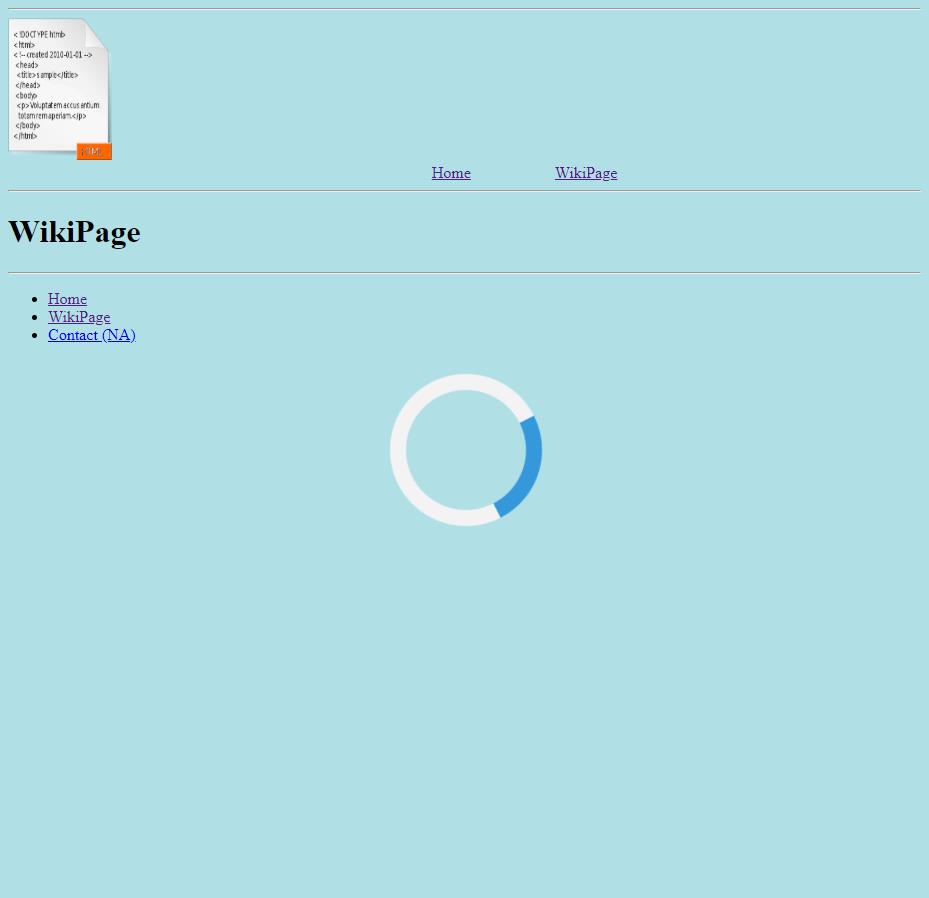 <!DOCTYPE html>
<html>
<!-- created 2010-01-01 -->
<head>
<title>sample</title>
</head>
<body>
<p>Voluptatem accusantium
totam rem aperiam.</p>
</body>
</html>
HTML
Home WikiPage
WikiPage
Home
WikiPage
Contact (NA)